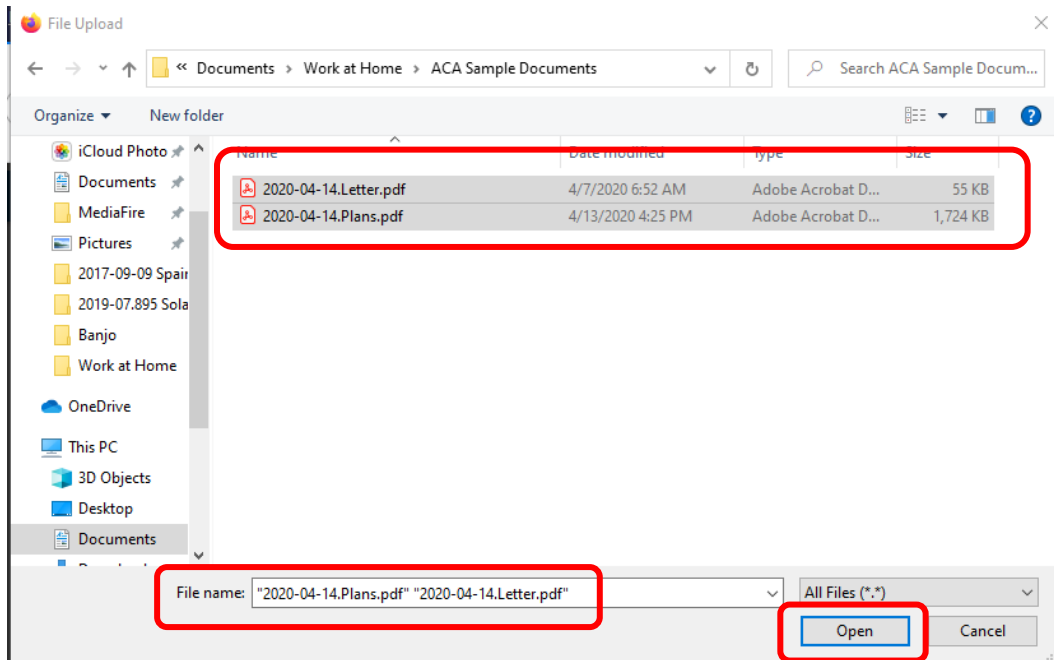 File Upload
« Documents › Work at Home › ACA Sample Documents
Search ACA Sample Docum...
Organize
New folder
Name
Date modified
Type
Size
iCloud Photo
Documents
MediaFire
Pictures
2017-09-09 Spain
2019-07.895 Sola
Banjo
Work at Home
OneDrive
This PC
3D Objects
Desktop
Documents
2020-04-14.Letter.pdf 4/7/2020 6:52 AM Adobe Acrobat D... 55 KB
2020-04-14.Plans.pdf 4/13/2020 4:25 PM Adobe Acrobat D... 1,724 KB
File name: "2020-04-14.Plans.pdf" "2020-04-14.Letter.pdf"
All Files (*.*)
Open
Cancel